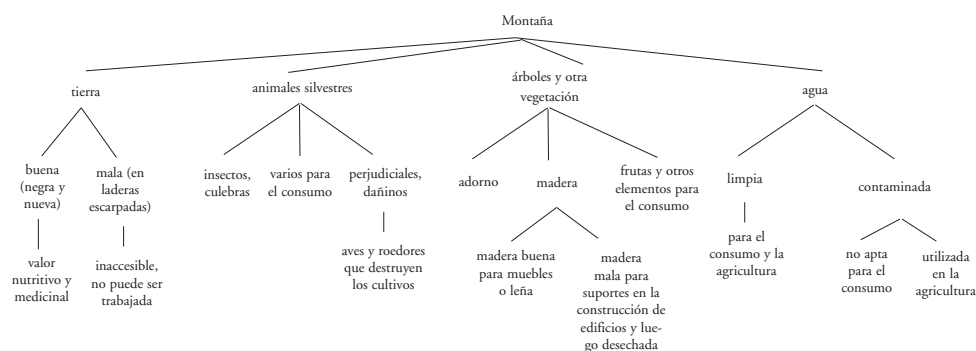 Montaña
tierra
animales silvestres
árboles y otra
vegetación
agua
buena
(negra y
nueva)
mala (en
laderas
escarpadas)
insectos,
culebras
varios para
el consumo
perjudiciales,
dañinos
adorno
madera
frutas y otros
elementos para
el consumo
limpia
contaminada
valor
nutritivo y
medicinal
inaccesible,
no puede ser
trabajada
aves y roedores
que destruyen
los cultivos
madera buena
para muebles
o leña
madera
mala para
suportes en la
construcción de
edificios y lue-
go desechada
para el
consumo y la
agricultura
no apta
para el
consumo
utilizada
en la
agricultura